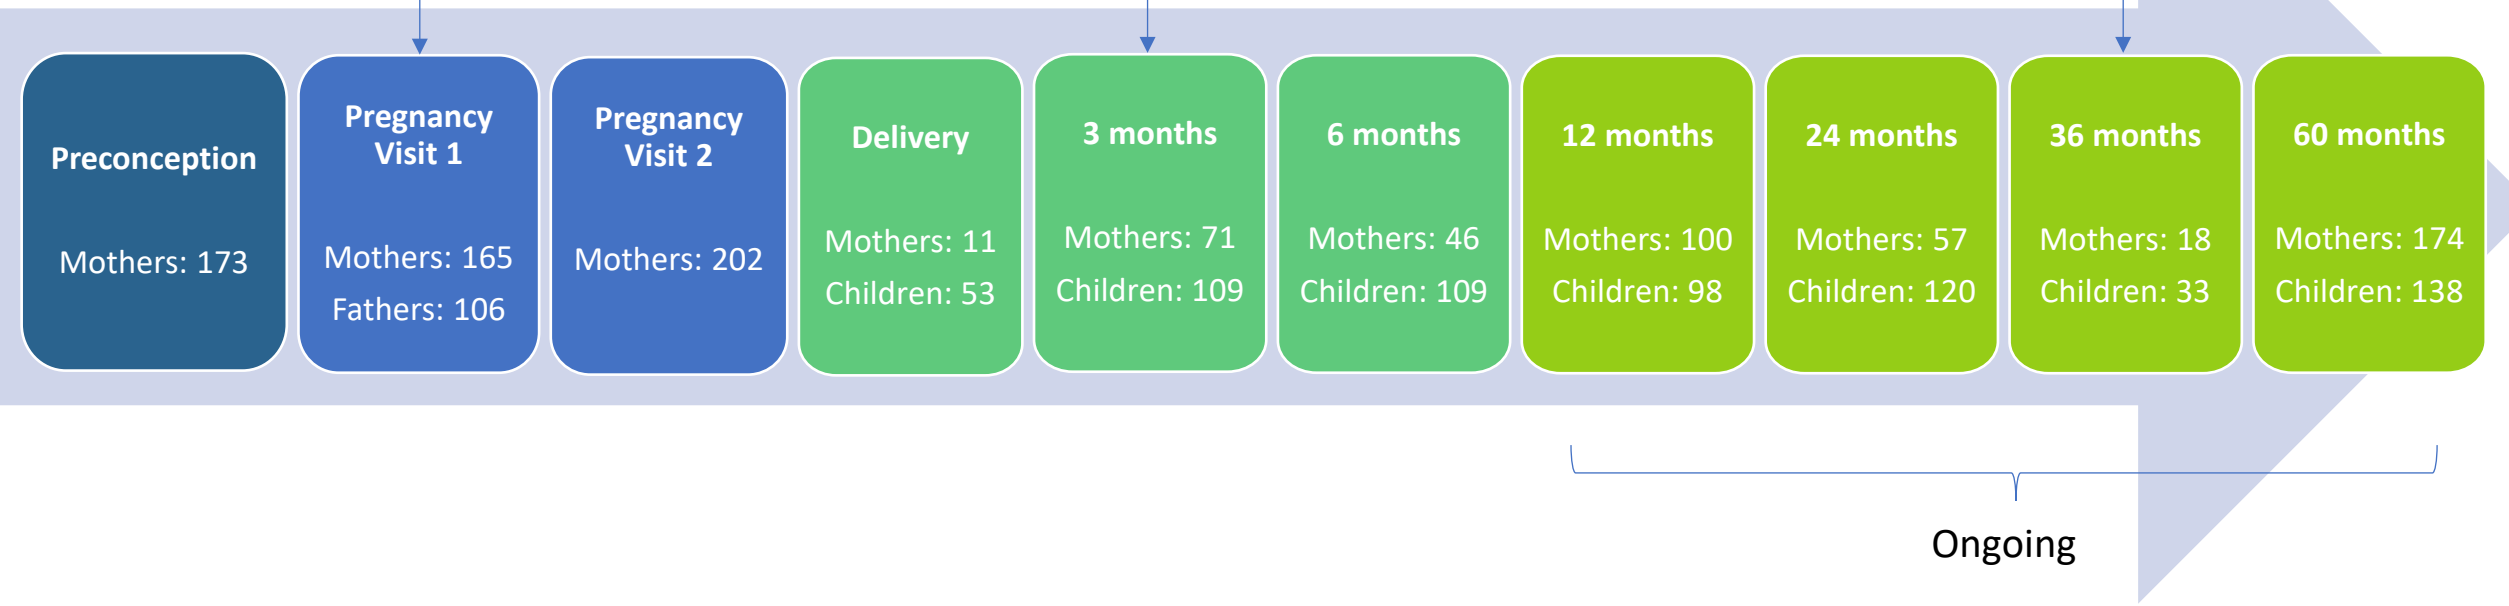 Preconception
Mothers: 173
Pregnancy
Visit 1
Mothers: 165
Fathers: 106
Pregnancy
Visit 2
Mothers: 202
Delivery
Mothers: 11
Children: 53
3 months
Mothers: 71
Children: 109
6 months
Mothers: 46
Children: 109
12 months
Mothers: 100
Children: 98
24 months
Mothers: 57
Children: 120
36 months
Mothers: 18
Children: 33
60 months
Mothers: 174
Children: 138
Ongoing